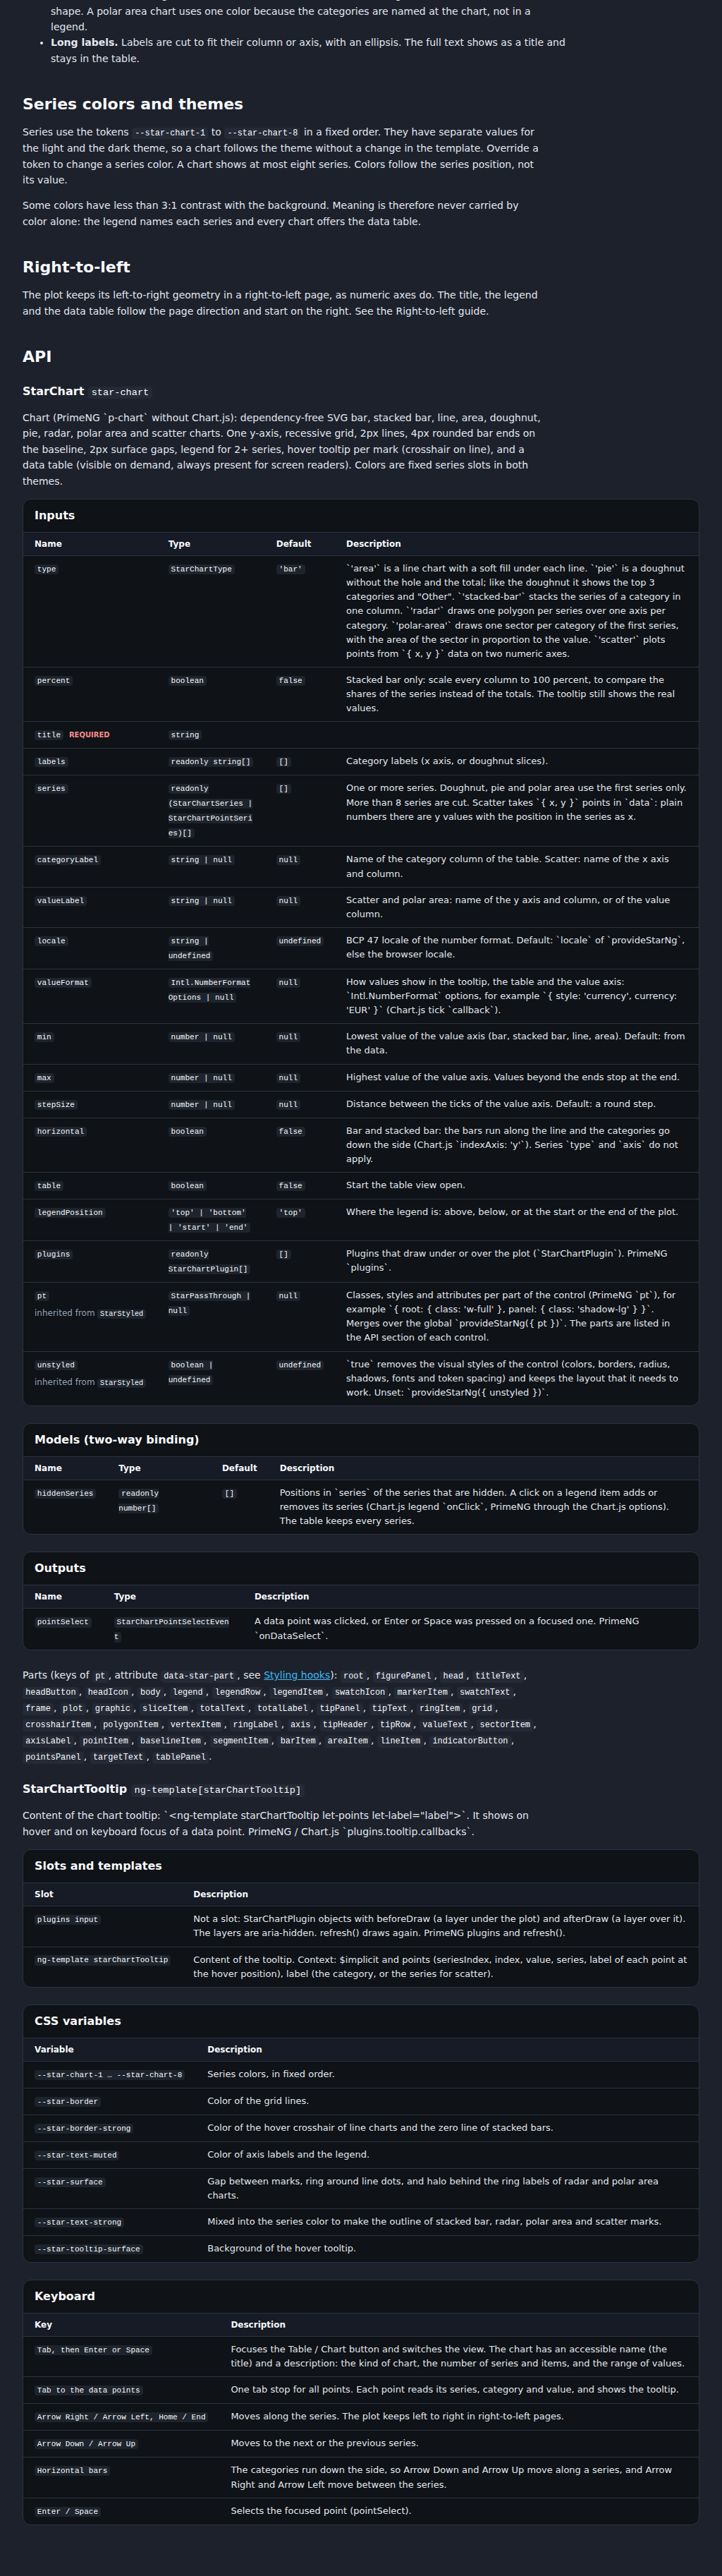 shape. A polar area chart uses one color because the categories are named at the chart, not in a
legend.
• Long labels. Labels are cut to fit their column or axis, with an ellipsis. The full text shows as a title and
stays in the table.
Series colors and themes
Series use the tokens --star-chart-1 to --star-chart-8 in a fixed order. They have separate values for
the light and the dark theme, so a chart follows the theme without a change in the template. Override a
token to change a series color. A chart shows at most eight series. Colors follow the series position, not
its value.
Some colors have less than 3:1 contrast with the background. Meaning is therefore never carried by
color alone: the legend names each series and every chart offers the data table.
Right-to-left
The plot keeps its left-to-right geometry in a right-to-left page, as numeric axes do. The title, the legend
and the data table follow the page direction and start on the right. See the Right-to-left guide.
API
StarChart star-chart
Chart (PrimeNG `p-chart` without Chart.js): dependency-free SVG bar, stacked bar, line, area, doughnut,
pie, radar, polar area and scatter charts. One y-axis, recessive grid, 2px lines, 4px rounded bar ends on
the baseline, 2px surface gaps, legend for 2+ series, hover tooltip per mark (crosshair on line), and a
data table (visible on demand, always present for screen readers). Colors are fixed series slots in both
themes.
Inputs
Name Type Default Description
type StarChartType 'bar' `'area'` is a line chart with a soft fill under each line. `'pie'` is a doughnut
without the hole and the total; like the doughnut it shows the top 3
categories and "Other". `'stacked-bar'` stacks the series of a category in
one column. `'radar'` draws one polygon per series over one axis per
category. `'polar-area'` draws one sector per category of the first series,
with the area of the sector in proportion to the value. `'scatter'` plots
points from `{ x, y }` data on two numeric axes.
percent boolean false Stacked bar only: scale every column to 100 percent, to compare the
shares of the series instead of the totals. The tooltip still shows the real
values.
title REQUIRED string
labels readonly string[] [] Category labels (x axis, or doughnut slices).
series readonly [] One or more series. Doughnut, pie and polar area use the first series only.
(StarChartSeries | More than 8 series are cut. Scatter takes `{ x, y }` points in `data`: plain
StarChartPointSeri numbers there are y values with the position in the series as x.
es)[]
categoryLabel string | null null Name of the category column of the table. Scatter: name of the x axis
and column.
valueLabel string | null null Scatter and polar area: name of the y axis and column, or of the value
column.
locale string | undefined BCP 47 locale of the number format. Default: `locale` of `provideStarNg`,
undefined else the browser locale.
valueFormat Intl.NumberFormat null How values show in the tooltip, the table and the value axis:
Options | null `Intl.NumberFormat` options, for example `{ style: 'currency', currency:
'EUR' }` (Chart.js tick `callback`).
min number | null null Lowest value of the value axis (bar, stacked bar, line, area). Default: from
the data.
max number | null null Highest value of the value axis. Values beyond the ends stop at the end.
stepSize number | null null Distance between the ticks of the value axis. Default: a round step.
horizontal boolean false Bar and stacked bar: the bars run along the line and the categories go
down the side (Chart.js `indexAxis: 'y'`). Series `type` and `axis` do not
apply.
table boolean false Start the table view open.
legendPosition 'top' | 'bottom' 'top' Where the legend is: above, below, or at the start or the end of the plot.
| 'start' | 'end'
plugins readonly [] Plugins that draw under or over the plot (`StarChartPlugin`). PrimeNG
StarChartPlugin[] `plugins`.
pt StarPassThrough | null Classes, styles and attributes per part of the control (PrimeNG `pt`), for
inherited from StarStyled null example `{ root: { class: 'w-full' }, panel: { class: 'shadow-lg' } }`.
Merges over the global `provideStarNg({ pt })`. The parts are listed in
the API section of each control.
unstyled boolean | undefined `true` removes the visual styles of the control (colors, borders, radius,
inherited from StarStyled undefined shadows, fonts and token spacing) and keeps the layout that it needs to
work. Unset: `provideStarNg({ unstyled })`.
Models (two-way binding)
Name Type Default Description
hiddenSeries readonly [] Positions in `series` of the series that are hidden. A click on a legend item adds or
number[] removes its series (Chart.js legend `onClick`, PrimeNG through the Chart.js options).
The table keeps every series.
Outputs
Name Type Description
pointSelect StarChartPointSelectEven A data point was clicked, or Enter or Space was pressed on a focused one. PrimeNG
t `onDataSelect`.
Parts (keys of pt, attribute data-star-part, see Styling hooks): root, figurePanel, head, titleText,
headButton, headIcon, body, legend, legendRow, legendItem, swatchIcon, markerItem, swatchText,
frame, plot, graphic, sliceItem, totalText, totalLabel, tipPanel, tipText, ringItem, grid,
crosshairItem, polygonItem, vertexItem, ringLabel, axis, tipHeader, tipRow, valueText, sectorItem,
axisLabel, pointItem, baselineItem, segmentItem, barItem, areaItem, lineItem, indicatorButton,
pointsPanel, targetText, tablePanel.
StarChartTooltip ng-template[starChartTooltip]
Content of the chart tooltip: `<ng-template starChartTooltip let-points let-label="label">`. It shows on
hover and on keyboard focus of a data point. PrimeNG / Chart.js `plugins.tooltip.callbacks`.
Slots and templates
Slot Description
plugins input Not a slot: StarChartPlugin objects with beforeDraw (a layer under the plot) and afterDraw (a layer over it).
The layers are aria-hidden. refresh() draws again. PrimeNG plugins and refresh().
ng-template starChartTooltip Content of the tooltip. Context: $implicit and points (seriesIndex, index, value, series, label of each point at
the hover position), label (the category, or the series for scatter).
CSS variables
Variable Description
--star-chart-1 … --star-chart-8 Series colors, in fixed order.
--star-border Color of the grid lines.
--star-border-strong Color of the hover crosshair of line charts and the zero line of stacked bars.
--star-text-muted Color of axis labels and the legend.
--star-surface Gap between marks, ring around line dots, and halo behind the ring labels of radar and polar area
charts.
--star-text-strong Mixed into the series color to make the outline of stacked bar, radar, polar area and scatter marks.
--star-tooltip-surface Background of the hover tooltip.
Keyboard
Key Description
Tab, then Enter or Space Focuses the Table / Chart button and switches the view. The chart has an accessible name (the
title) and a description: the kind of chart, the number of series and items, and the range of values.
Tab to the data points One tab stop for all points. Each point reads its series, category and value, and shows the tooltip.
Arrow Right / Arrow Left, Home / End Moves along the series. The plot keeps left to right in right-to-left pages.
Arrow Down / Arrow Up Moves to the next or the previous series.
Horizontal bars The categories run down the side, so Arrow Down and Arrow Up move along a series, and Arrow
Right and Arrow Left move between the series.
Enter / Space Selects the focused point (pointSelect).